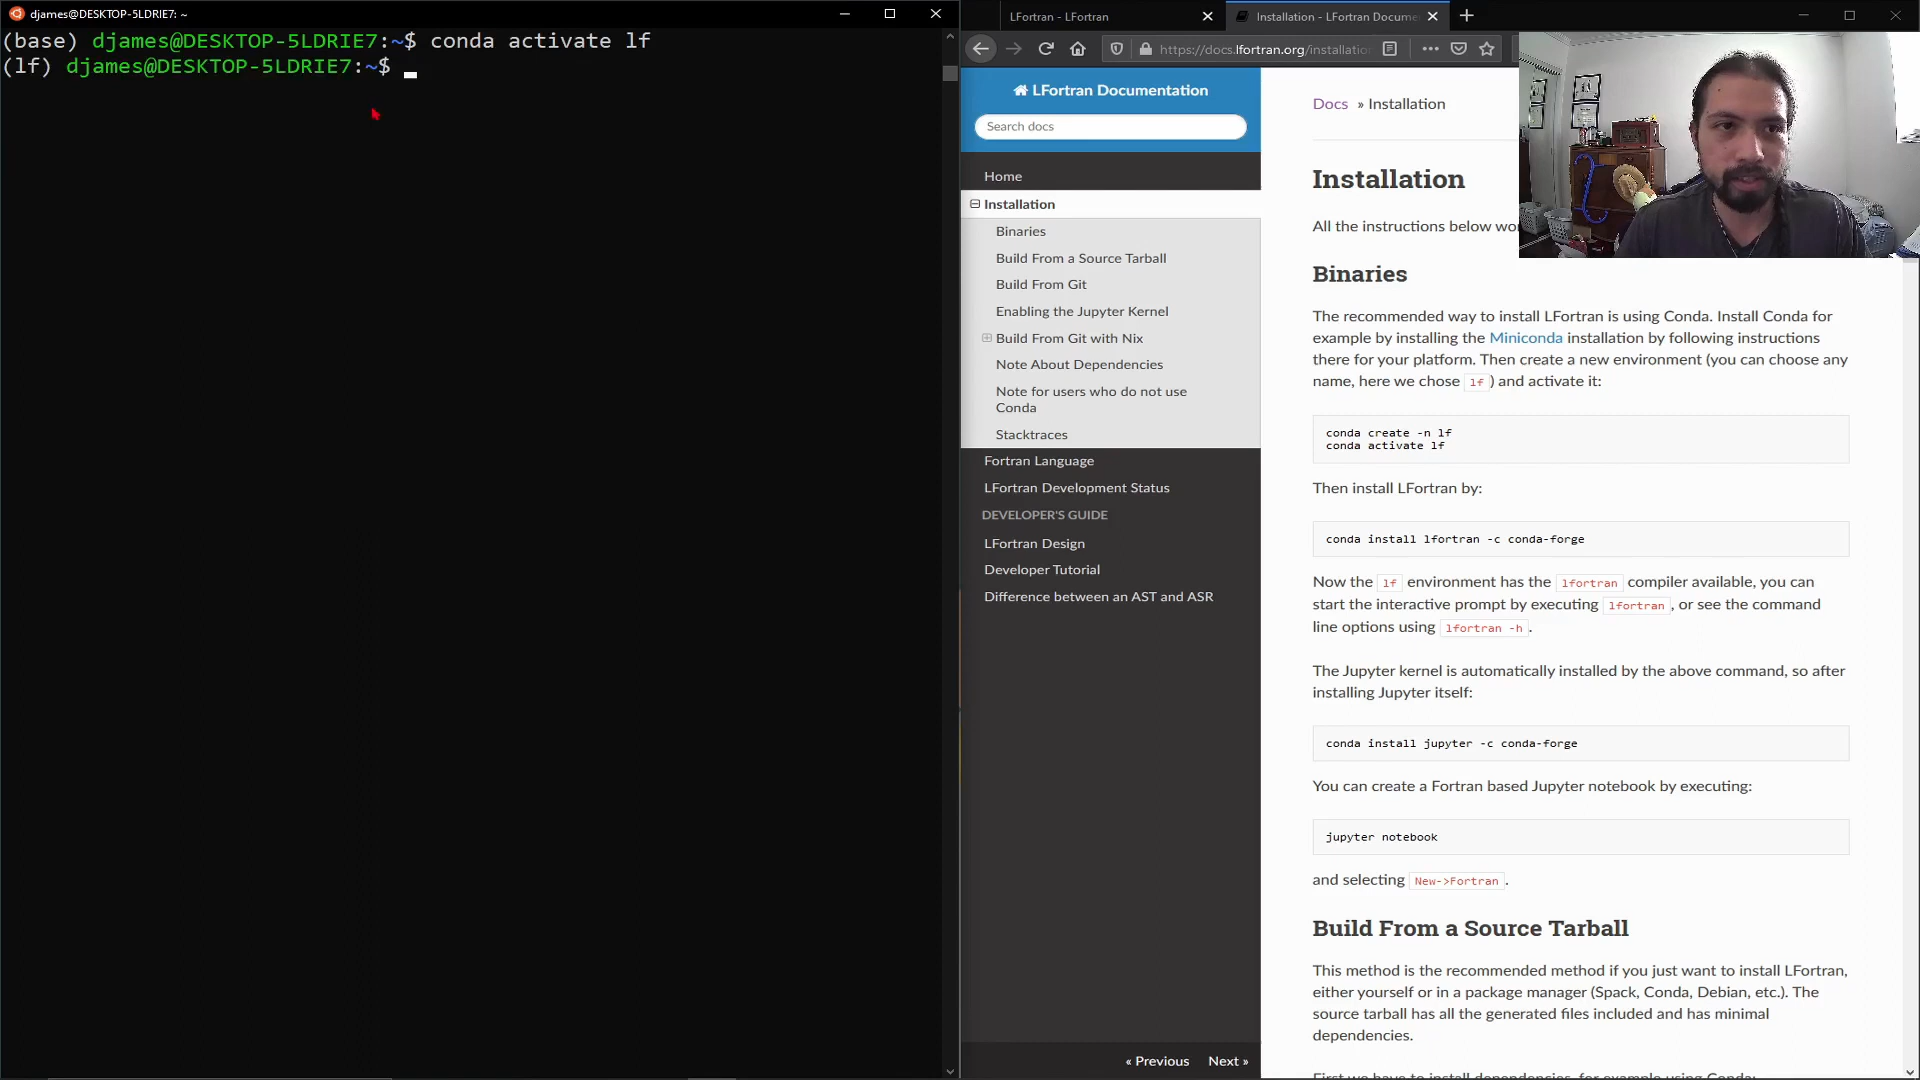 djames@DESKTOP-5LDRIE7: ~
(base) djames@DESKTOP-5LDRIE7:~$ conda activate lf
(lf) djames@DESKTOP-5LDRIE7:~$
LFortran - LFortran
Installation - LFortran Docume
https://docs.lfortran.org/installatio
LFortran Documentation
Search docs
Home
Installation
Binaries
Build From a Source Tarball
Build From Git
Enabling the Jupyter Kernel
Build From Git with Nix
Note About Dependencies
Note for users who do not use
Conda
Stacktraces
Fortran Language
LFortran Development Status
DEVELOPER'S GUIDE
LFortran Design
Developer Tutorial
Difference between an AST and ASR
« Previous Next »
Docs » Installation
Installation
All the instructions below wo
Binaries
The recommended way to install LFortran is using Conda. Install Conda for
example by installing the Miniconda installation by following instructions
there for your platform. Then create a new environment (you can choose any
name, here we chose lf ) and activate it:
conda create -n lf
conda activate lf
Then install LFortran by:
conda install lfortran -c conda-forge
Now the lf environment has the lfortran compiler available, you can
start the interactive prompt by executing lfortran , or see the command
line options using lfortran -h .
The Jupyter kernel is automatically installed by the above command, so after
installing Jupyter itself:
conda install jupyter -c conda-forge
You can create a Fortran based Jupyter notebook by executing:
jupyter notebook
and selecting New->Fortran .
Build From a Source Tarball
This method is the recommended method if you just want to install LFortran,
either yourself or in a package manager (Spack, Conda, Debian, etc.). The
source tarball has all the generated files included and has minimal
dependencies.
First we have to install dependencies, for example using Conda: